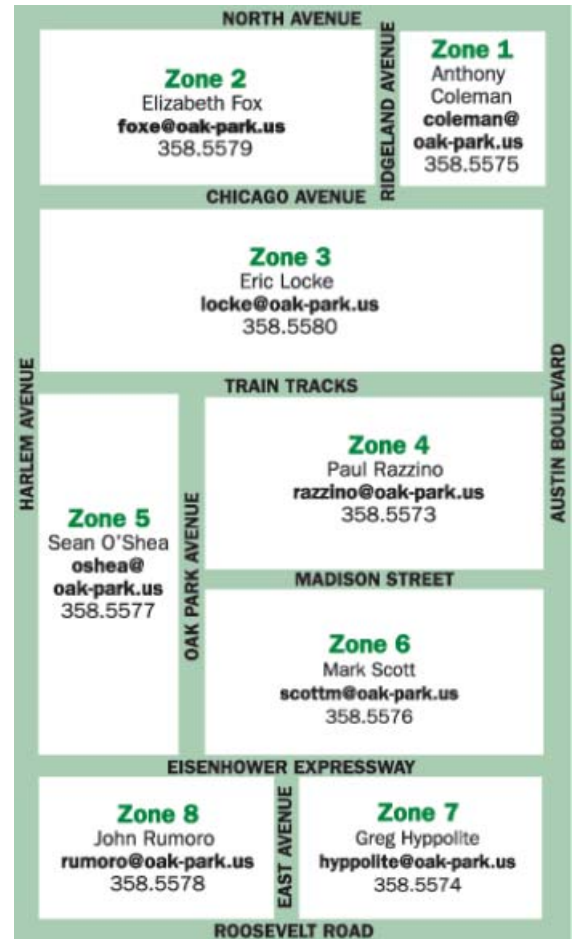 NORTH AVENUE
Zone 2
Elizabeth Fox
foxe@oak-park.us
358.5579
RIDGELAND AVENUE
Zone 1
Anthony
Coleman
coleman@
oak-park.us
358.5575
CHICAGO AVENUE
Zone 3
Eric Locke
locke@oak-park.us
358.5580
HARLEM AVENUE
TRAIN TRACKS
AUSTIN BOULEVARD
Zone 5
Sean O'Shea
oshea@
oak-park.us
358.5577
OAK PARK AVENUE
Zone 4
Paul Razzino
razzino@oak-park.us
358.5573
MADISON STREET
Zone 6
Mark Scott
scottm@oak-park.us
358.5576
EISENHOWER EXPRESSWAY
Zone 8
John Rumoro
rumoro@oak-park.us
358.5578
EAST AVENUE
Zone 7
Greg Hyppolite
hyppolite@oak-park.us
358.5574
ROOSEVELT ROAD